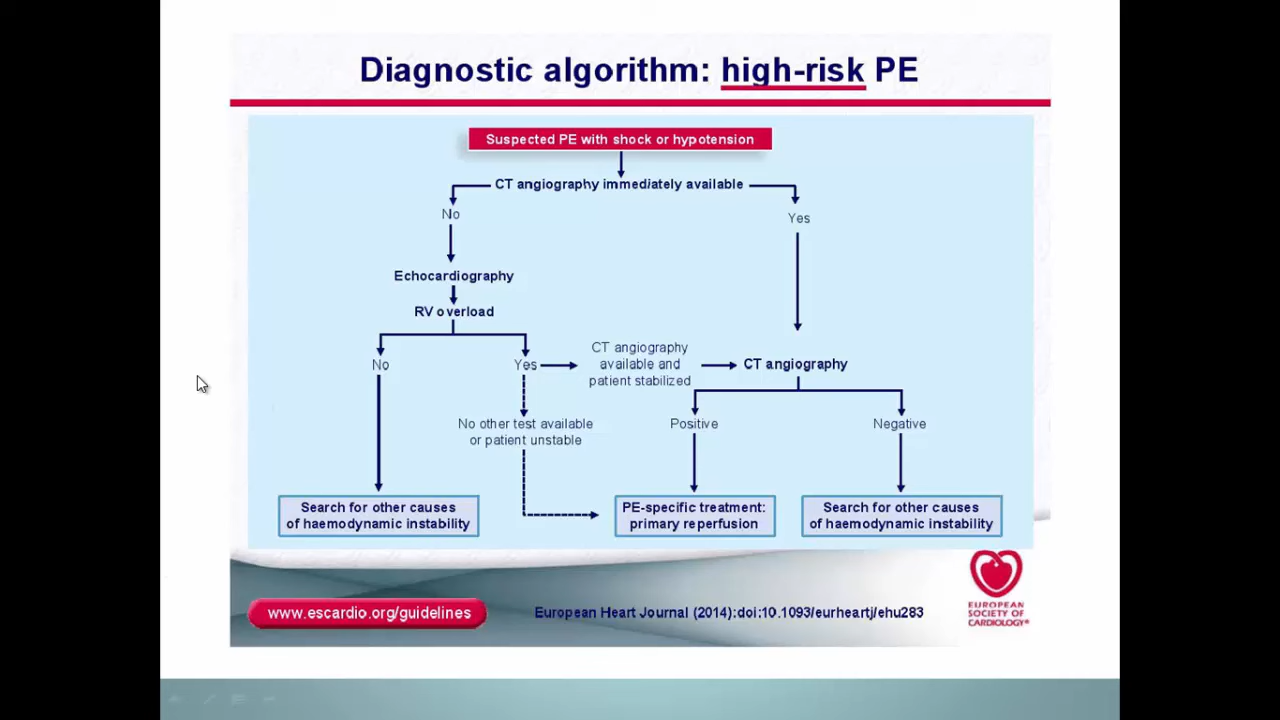 Diagnostic algorithm: high-risk PE
Suspected PE with shock or hypotension
CT angiography immediately available
No
Yes
Echocardiography
RV overload
No
Yes
CT angiography
available and
patient stabilized
CT angiography
No other test available
or patient unstable
Positive
Negative
Search for other causes
of haemodynamic instability
PE-specific treatment:
primary reperfusion
Search for other causes
of haemodynamic instability
www.escardio.org/guidelines
European Heart Journal (2014):doi:10.1093/eurheartj/ehu283
EUROPEAN
SOCIETY OF
CARDIOLOGY®